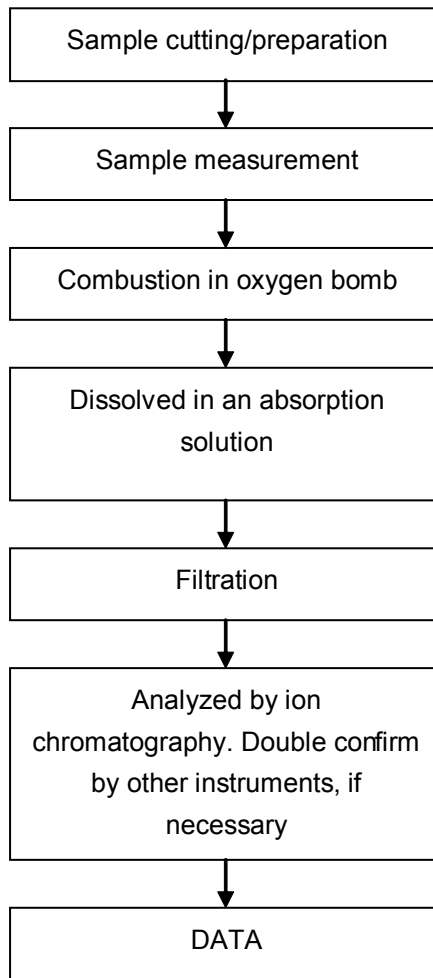 Sample cutting/preparation
Sample measurement
Combustion in oxygen bomb
Dissolved in an absorption
solution
Filtration
Analyzed by ion
chromatography. Double confirm
by other instruments, if
necessary
DATA